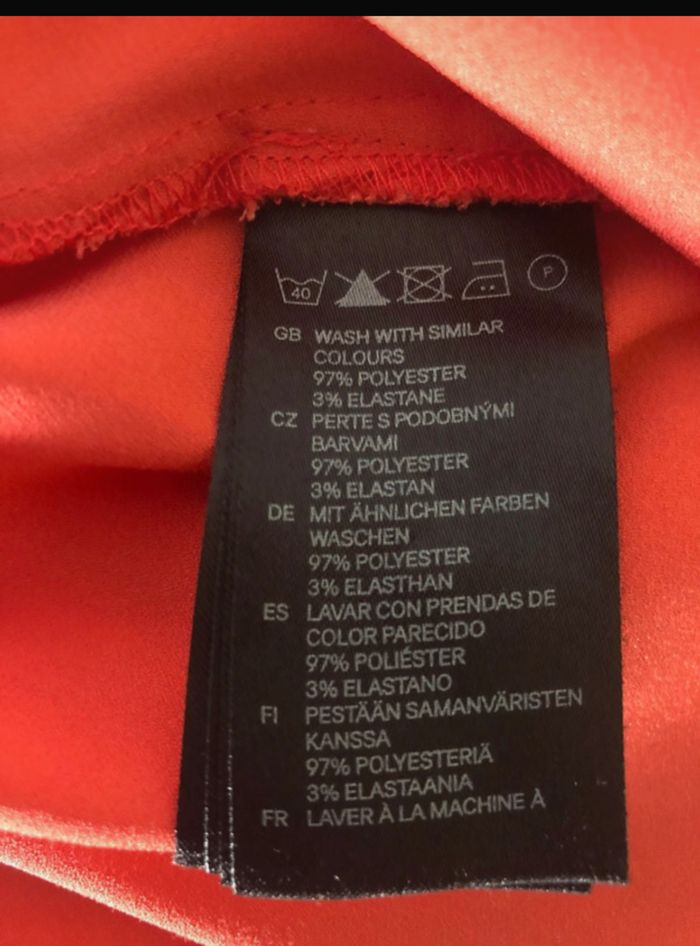 40 P
GB WASH WITH SIMILAR
COLOURS
97% POLYESTER
3% ELASTANE
CZ PERTE S PODOBNÝMI
BARVAMI
97% POLYESTER
3% ELASTAN
DE MIT ÄHNLICHEN FARBEN
WASCHEN
97% POLYESTER
3% ELASTHAN
ES LAVAR CON PRENDAS DE
COLOR PARECIDO
97% POLIÉSTER
3% ELASTANO
FI PESTÄÄN SAMANVÄRISTEN
KANSSA
97% POLYESTERIÄ
3% ELASTAANIA
FR LAVER À LA MACHINE À